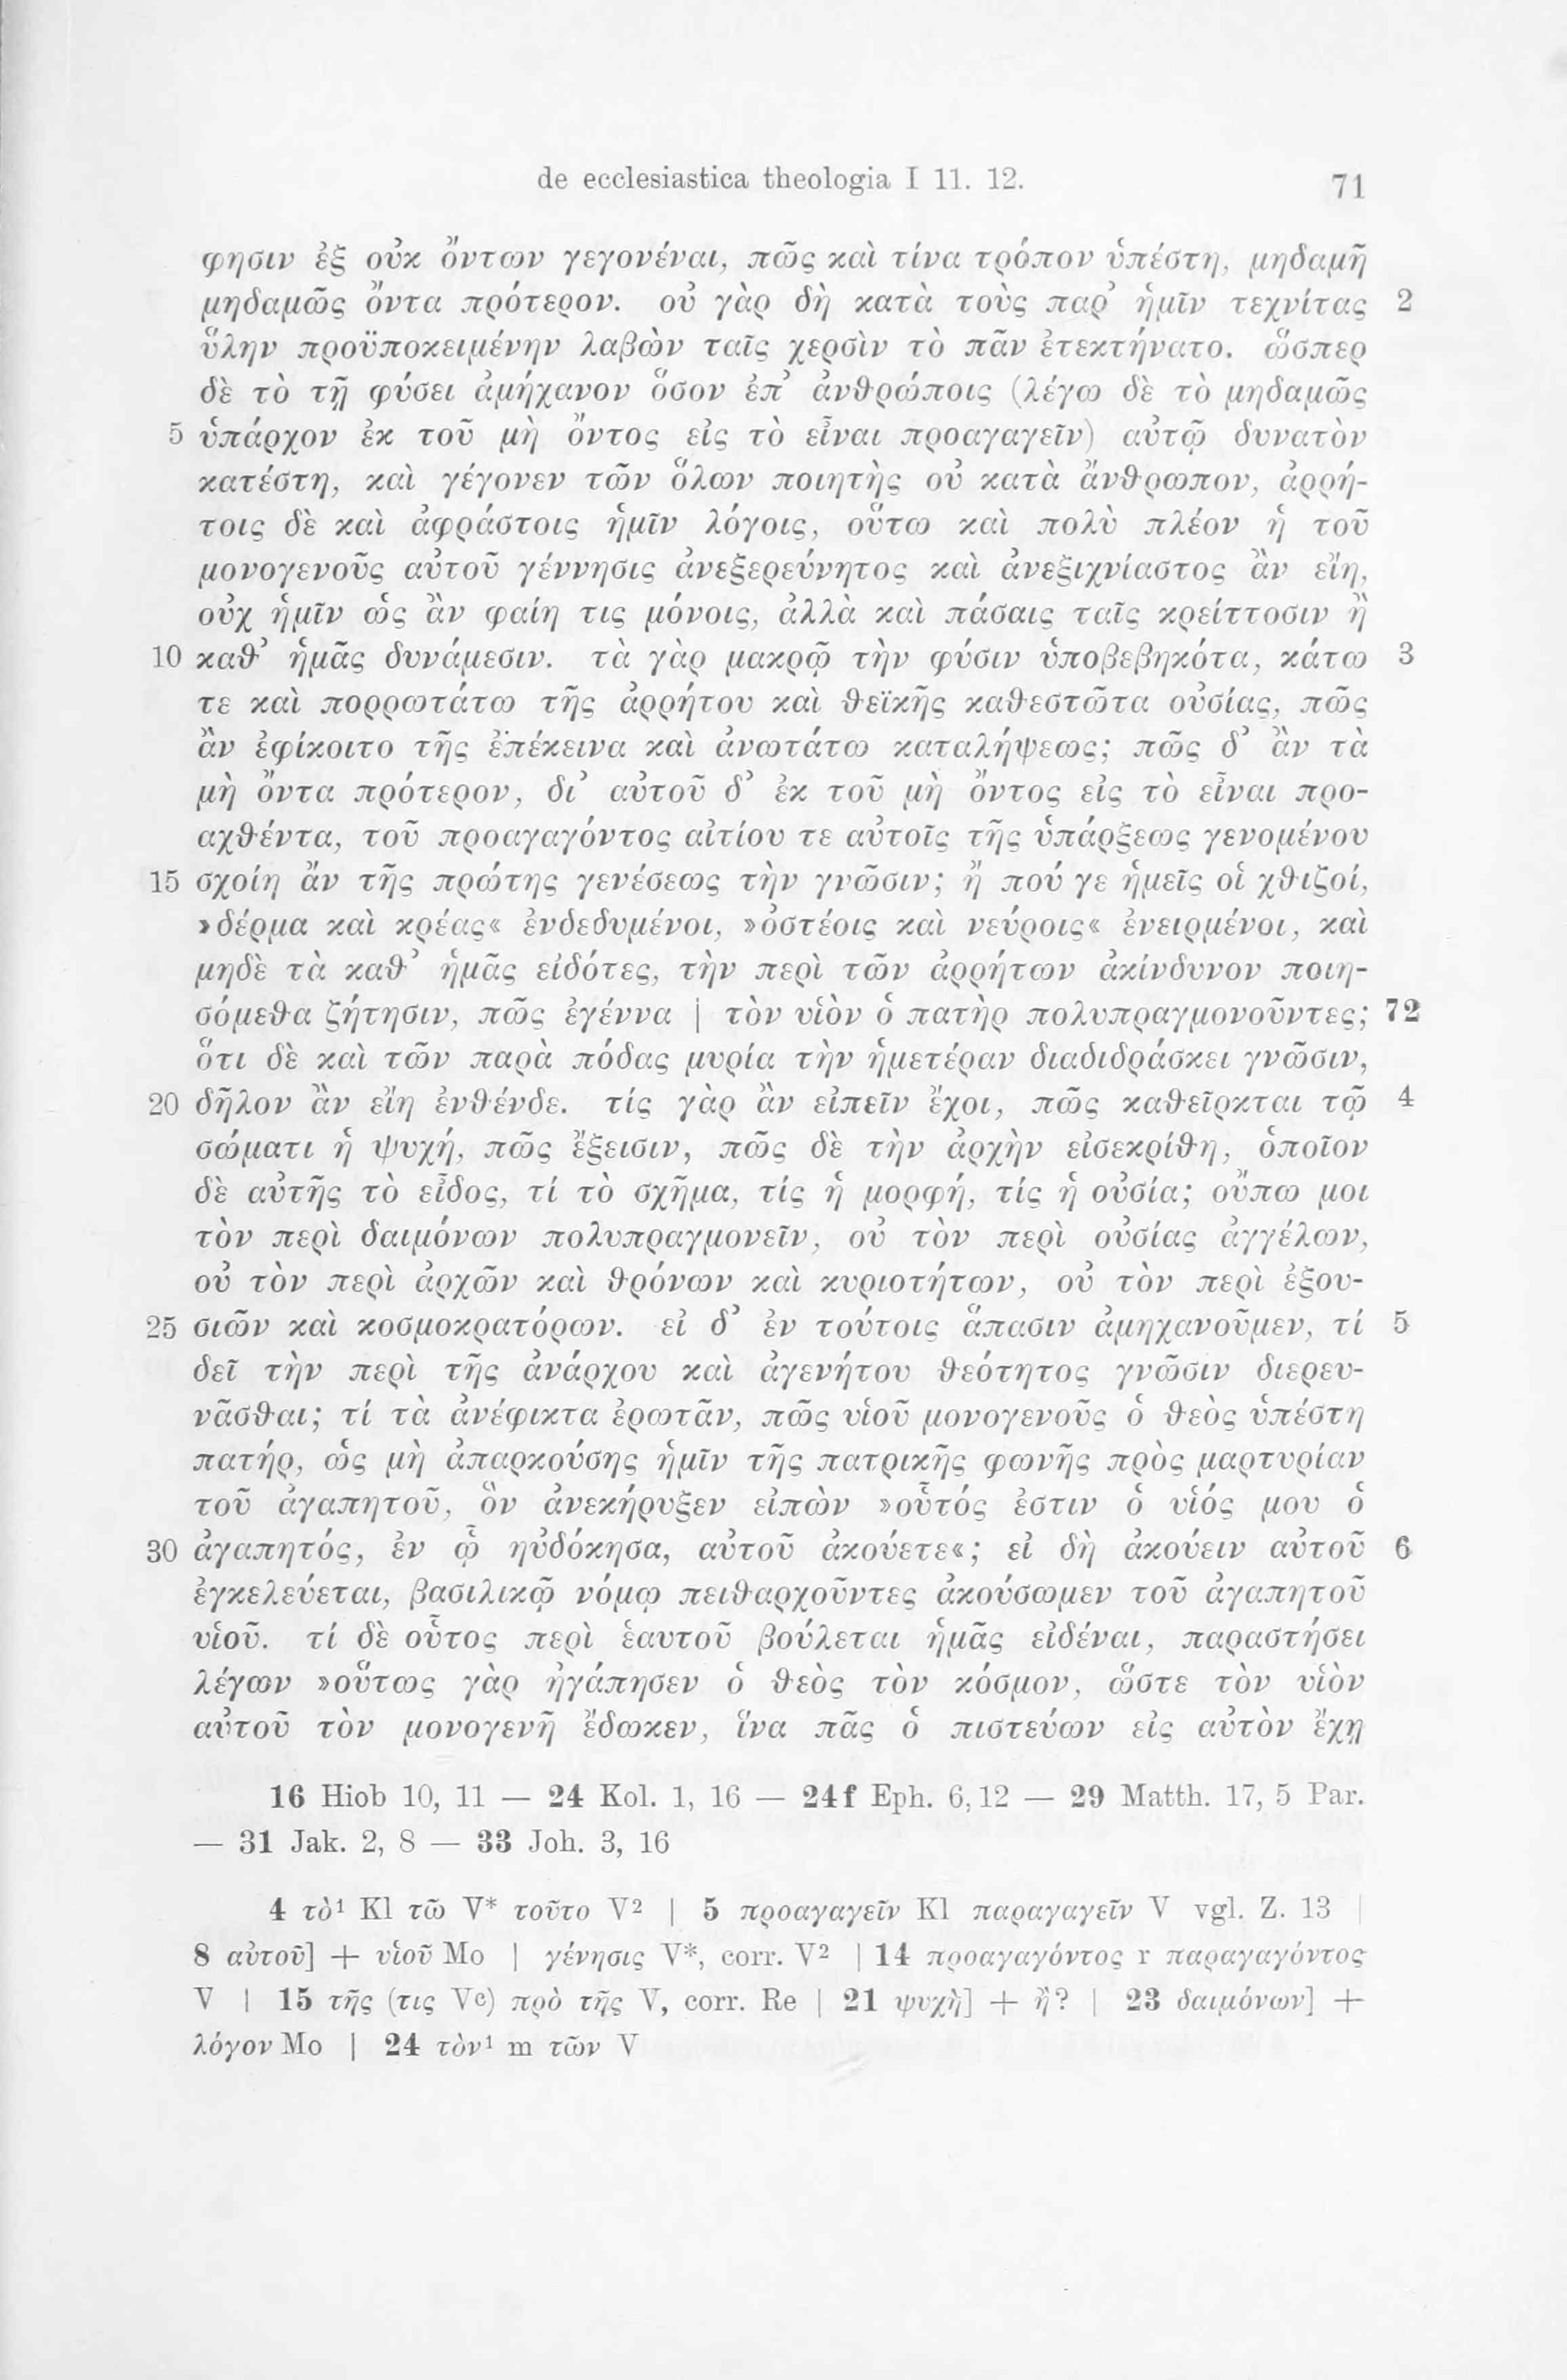 de ecclesiastica theologia I 11. 12. 71
φησιν ἐξ οὐκ ὄντων γεγονέναι, πῶς καὶ τίνα τρόπον ὑπέστη, μηδαμῆ
μηδαμῶς ὄντα πρότερον. οὐ γὰρ δὴ κατὰ τοὺς παρ’ ἡμῖν τεχνίτας 2
ὕλην προϋποκειμένην λαβὼν ταῖς χερσὶν τὸ πᾶν ἐτεκτήνατο. ὥσπερ
δὲ τὸ τῇ φύσει ἀμήχανον ὅσον ἐπ’ ἀνθρώποις (λέγω δὲ τὸ μηδαμῶς
5 ὑπάρχον ἐκ τοῦ μὴ ὄντος εἰς τὸ εἶναι προαγαγεῖν) αὐτῷ δυνατὸν
κατέστη, καὶ γέγονεν τῶν ὅλων ποιητὴς οὐ κατὰ ἄνθρωπον, ἀρρή-
τοις δὲ καὶ ἀφράστοις ἡμῖν λόγοις, οὕτω καὶ πολὺ πλέον ἡ τοῦ
μονογενοῦς αὐτοῦ γέννησις ἀνεξερεύνητος καὶ ἀνεξιχνίαστος ἂν εἴη,
οὐχ ἡμῖν ὡς ἂν φαίη τις μόνοις, ἀλλὰ καὶ πάσαις ταῖς κρείττοσιν ἢ
10 καθ’ ἡμᾶς δυνάμεσιν. τὰ γὰρ μακρῷ τὴν φύσιν ὑποβεβηκότα, κάτω 3
τε καὶ πορρωτάτω τῆς ἀρρήτου καὶ θεϊκῆς καθεστῶτα οὐσίας, πῶς
ἂν ἐφίκοιτο τῆς ἐπέκεινα καὶ ἀνωτάτω καταλήψεως; πῶς δ’ ἂν τὰ
μὴ ὄντα πρότερον, δι’ αὐτοῦ δ’ ἐκ τοῦ μὴ ὄντος εἰς τὸ εἶναι προ-
αχθέντα, τοῦ προαγαγόντος αἰτίου τε αὐτοῖς τῆς ὑπάρξεως γενομένου
15 σχοίη ἂν τῆς πρώτης γενέσεως τὴν γνῶσιν; ἢ πού γε ἡμεῖς οἱ χθιζοί,
»δέρμα καὶ κρέας« ἐνδεδυμένοι, »ὀστέοις καὶ νεύροις« ἐνειρμένοι, καὶ
μηδὲ τὰ καθ’ ἡμᾶς εἰδότες, τὴν περὶ τῶν ἀρρήτων ἀκίνδυνον ποιη-
σόμεθα ζήτησιν, πῶς ἐγέννα | τὸν υἱὸν ὁ πατὴρ πολυπραγμονοῦντες; 72
ὅτι δὲ καὶ τῶν παρὰ πόδας μυρία τὴν ἡμετέραν διαδιδράσκει γνῶσιν,
20 δῆλον ἂν εἴη ἐνθένδε. τίς γὰρ ἂν εἰπεῖν ἔχοι, πῶς καθεῖρκται τῷ 4
σώματι ἡ ψυχή, πῶς ἔξεισιν, πῶς δὲ τὴν ἀρχὴν εἰσεκρίθη, ὁποῖον
δὲ αὐτῆς τὸ εἶδος, τί τὸ σχῆμα, τίς ἡ μορφή, τίς ἡ οὐσία; οὔπω μοι
τὸν περὶ δαιμόνων πολυπραγμονεῖν, οὐ τὸν περὶ οὐσίας ἀγγέλων,
οὐ τὸν περὶ ἀρχῶν καὶ θρόνων καὶ κυριοτήτων, οὐ τὸν περὶ ἐξου-
25 σιῶν καὶ κοσμοκρατόρων. εἰ δ’ ἐν τούτοις ἅπασιν ἀμηχανοῦμεν, τί 5
δεῖ τὴν περὶ τῆς ἀνάρχου καὶ ἀγενήτου θεότητος γνῶσιν διερευ-
νᾶσθαι; τί τὰ ἀνέφικτα ἐρωτᾶν, πῶς υἱοῦ μονογενοῦς ὁ θεὸς ὑπέστη
πατήρ, ὡς μὴ ἀπαρκούσης ἡμῖν τῆς πατρικῆς φωνῆς πρὸς μαρτυρίαν
τοῦ ἀγαπητοῦ, ὃν ἀνεκήρυξεν εἰπὼν »οὗτός ἐστιν ὁ υἱός μου ὁ
30 ἀγαπητός, ἐν ᾧ ηὐδόκησα, αὐτοῦ ἀκούετε«; εἰ δὴ ἀκούειν αὐτοῦ 6
ἐγκελεύεται, βασιλικῷ νόμῳ πειθαρχοῦντες ἀκούσωμεν τοῦ ἀγαπητοῦ
υἱοῦ. τί δὲ οὗτος περὶ ἑαυτοῦ βούλεται ἡμᾶς εἰδέναι, παραστήσει
λέγων »οὕτως γὰρ ἠγάπησεν ὁ θεὸς τὸν κόσμον, ὥστε τὸν υἱὸν
αὐτοῦ τὸν μονογενῆ ἔδωκεν, ἵνα πᾶς ὁ πιστεύων εἰς αὐτὸν ἔχῃ
16 Hiob 10, 11 — 24 Kol. 1, 16 — 24f Eph. 6, 12 — 29 Matth. 17, 5 Par.
— 31 Jak. 2, 8 — 33 Joh. 3, 16
4 τὸ¹ Kl τῶ V* τοῦτο V² | 5 προαγαγεῖν Kl παραγαγεῖν V vgl. Z. 13 |
8 αὐτοῦ] + υἱοῦ Mo | γένησις V*, corr. V² | 14 προαγαγόντος r παραγαγόντος
V | 15 τῆς (τις Vᶜ) πρὸ τῆς V, corr. Re | 21 ψυχὴ] + ἢ? | 23 δαιμόνων] +
λόγον Mo | 24 τὸν¹ m τῶν V